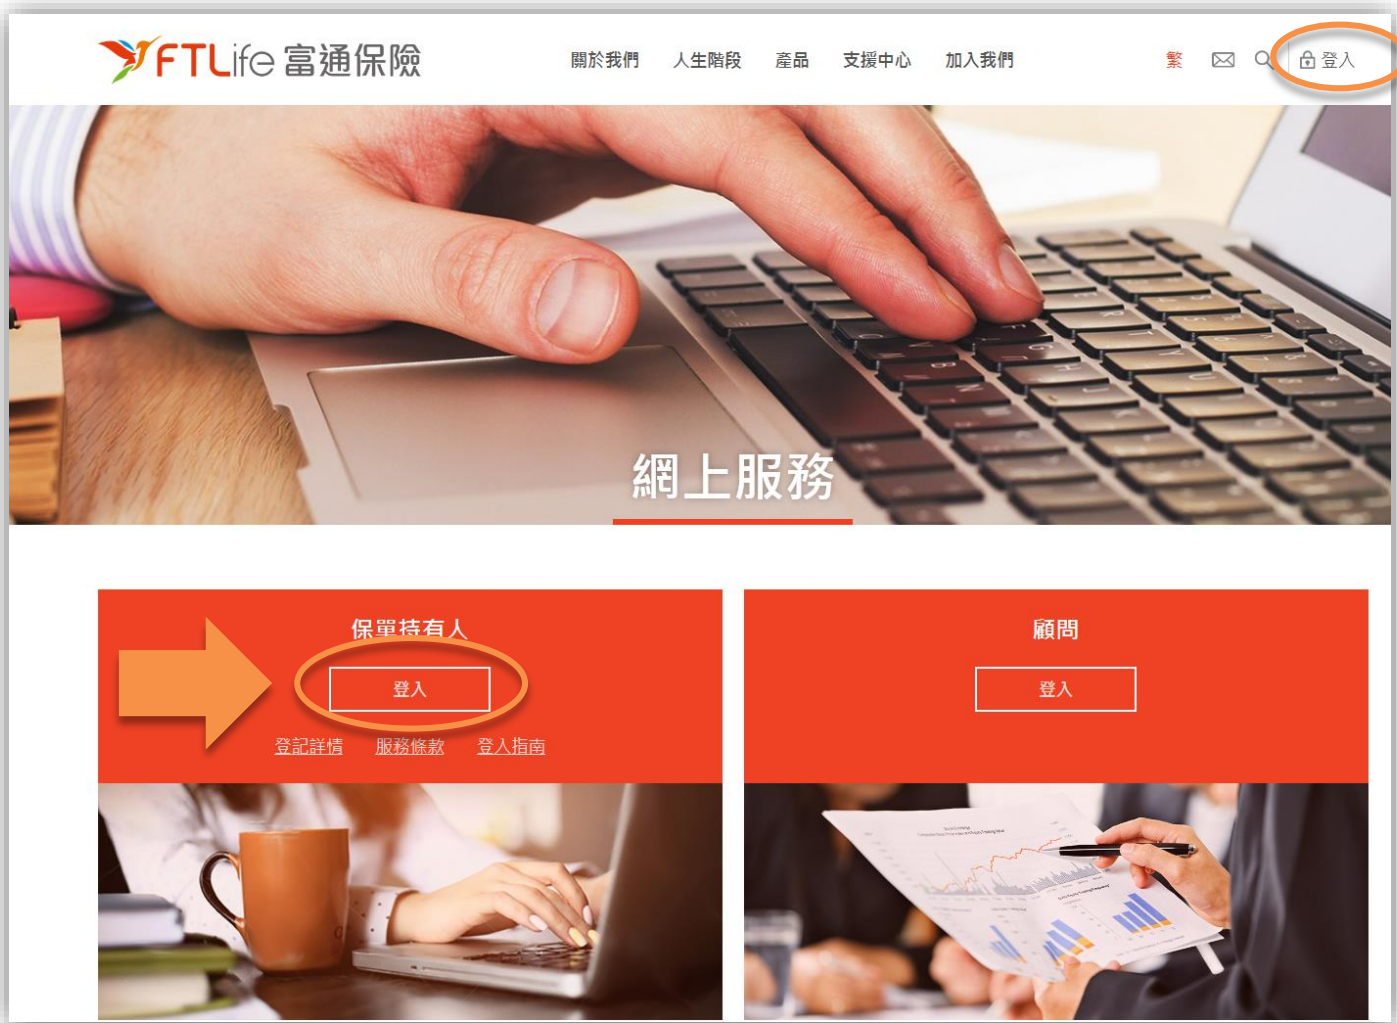 FTLife 富通保險
關於我們 人生階段 產品 支援中心 加入我們 繁 登入
網上服務
保單持有人
登入
登記詳情 服務條款 登入指南
顧問
登入